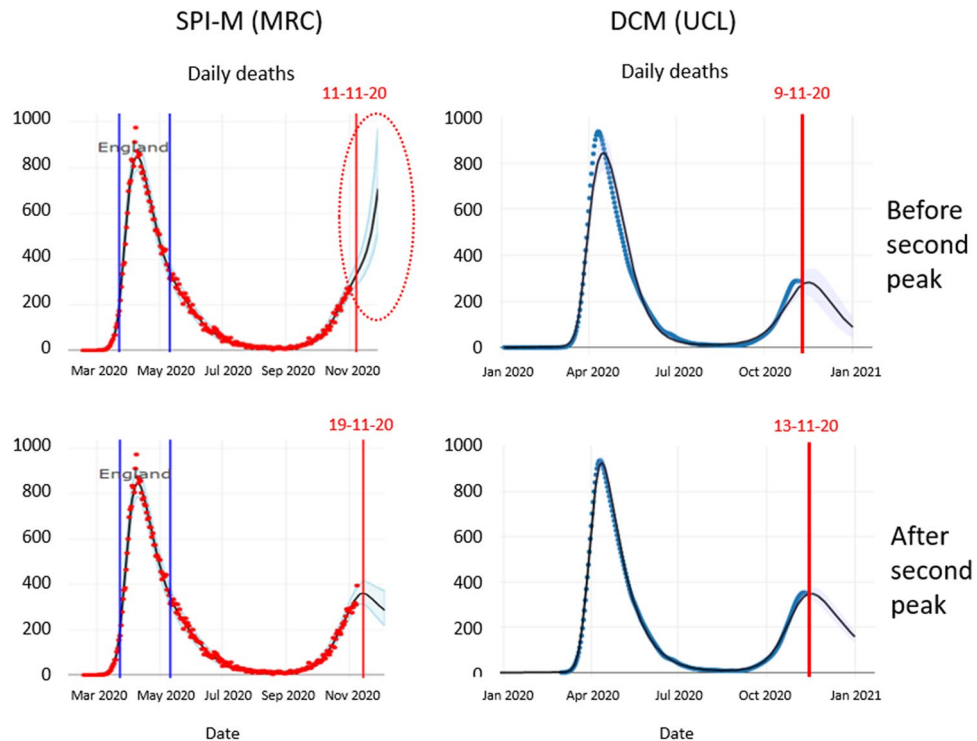 SPI-M (MRC)
DCM (UCL)
Daily deaths
Daily deaths
11-11-20
9-11-20
1000
800
600
400
200
0
England
Mar 2020 May 2020 Jul 2020 Sep 2020 Nov 2020
1000
800
600
400
200
0
Jan 2020 Apr 2020 Jul 2020 Oct 2020 Jan 2021
Before
second
peak
19-11-20
13-11-20
1000
800
600
400
200
0
England
Mar 2020 May 2020 Jul 2020 Sep 2020 Nov 2020
1000
800
600
400
200
0
Jan 2020 Apr 2020 Jul 2020 Oct 2020 Jan 2021
After
second
peak
Date
Date